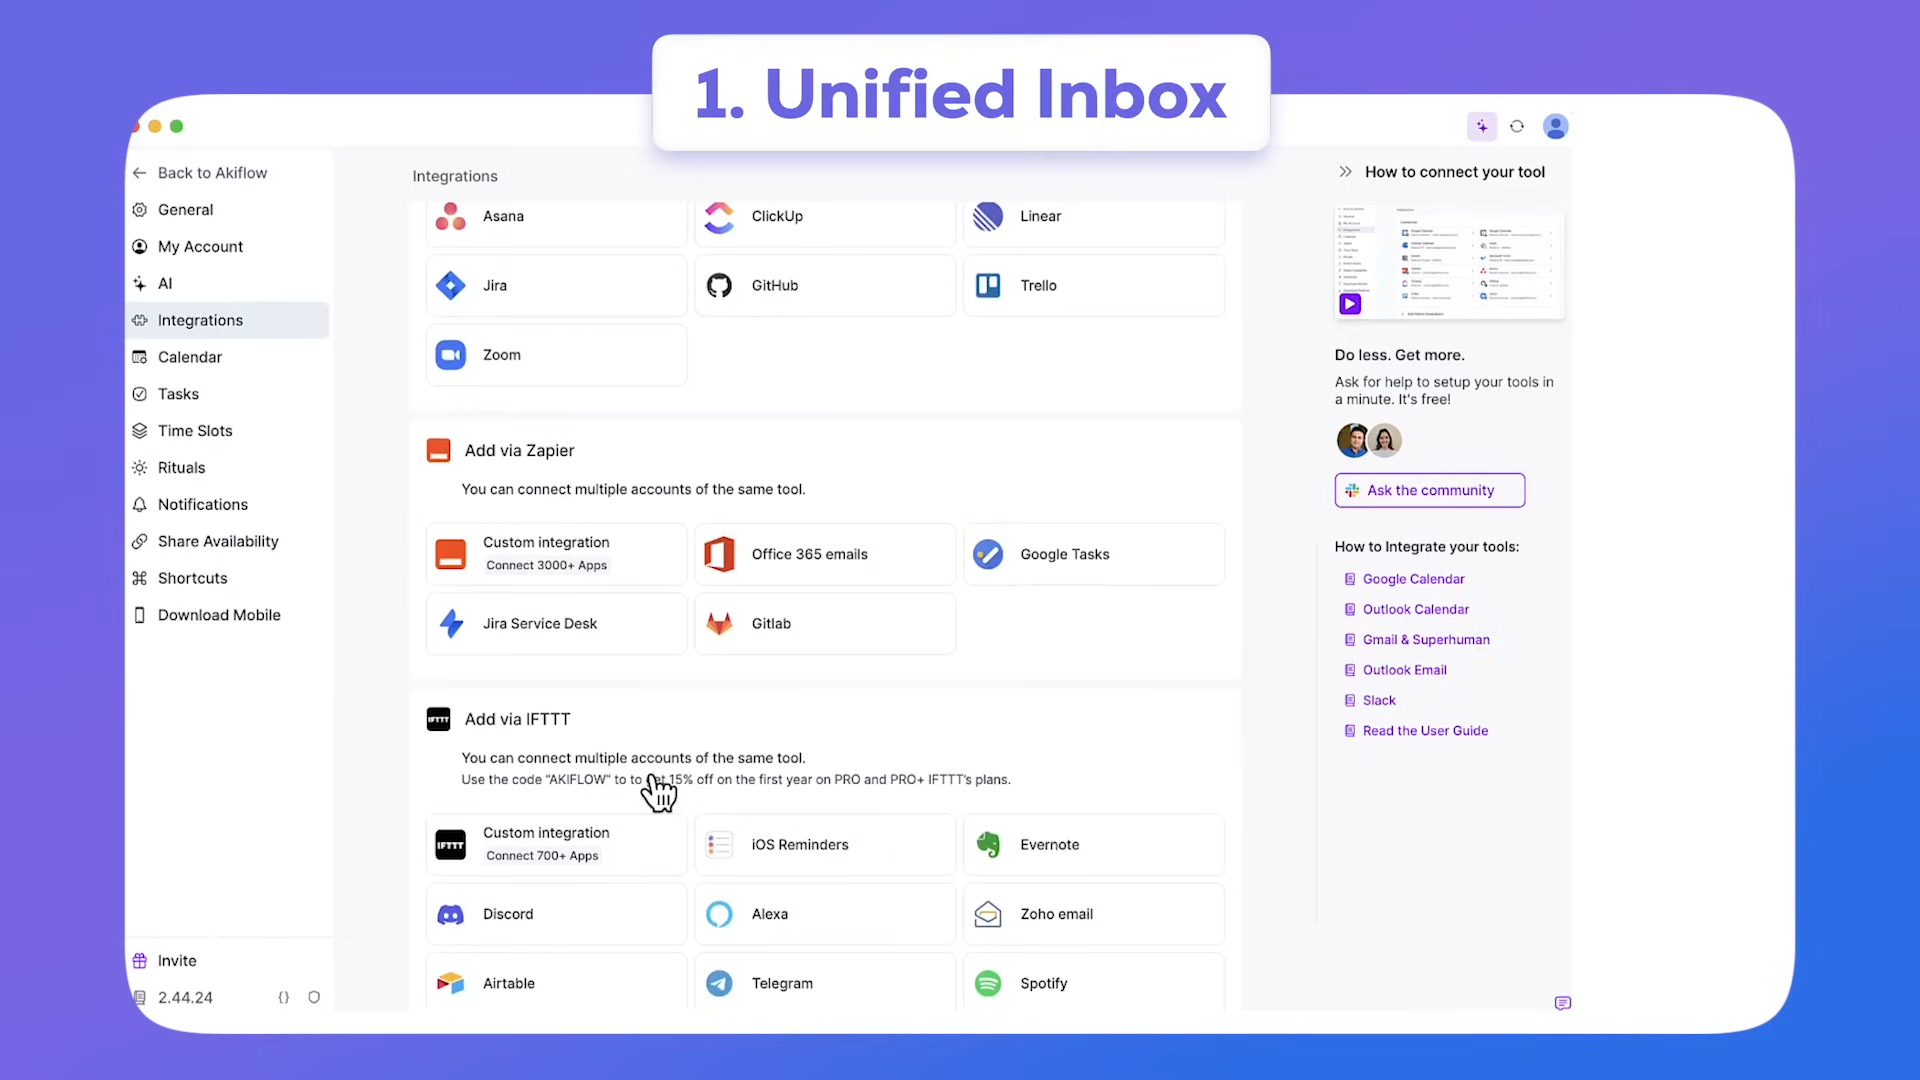 1. Unified Inbox
Back to Akiflow
General
My Account
AI
Integrations
Calendar
Tasks
Time Slots
Rituals
Notifications
Share Availability
Shortcuts
Download Mobile
Invite
2.44.24
Integrations
Asana
ClickUp
Linear
Jira
GitHub
Trello
Zoom
Add via Zapier
You can connect multiple accounts of the same tool.
Custom integration
Connect 3000+ Apps
Office 365 emails
Google Tasks
Jira Service Desk
Gitlab
IFTTT
Add via IFTTT
You can connect multiple accounts of the same tool.
Use the code "AKIFLOW" to to 15% off on the first year on PRO and PRO+ IFTTT's plans.
IFTTT
Custom integration
Connect 700+ Apps
iOS Reminders
Evernote
Discord
Alexa
Zoho email
Airtable
Telegram
Spotify
How to connect your tool
Do less. Get more.
Ask for help to setup your tools in
a minute. It's free!
Ask the community
How to Integrate your tools:
Google Calendar
Outlook Calendar
Gmail & Superhuman
Outlook Email
Slack
Read the User Guide